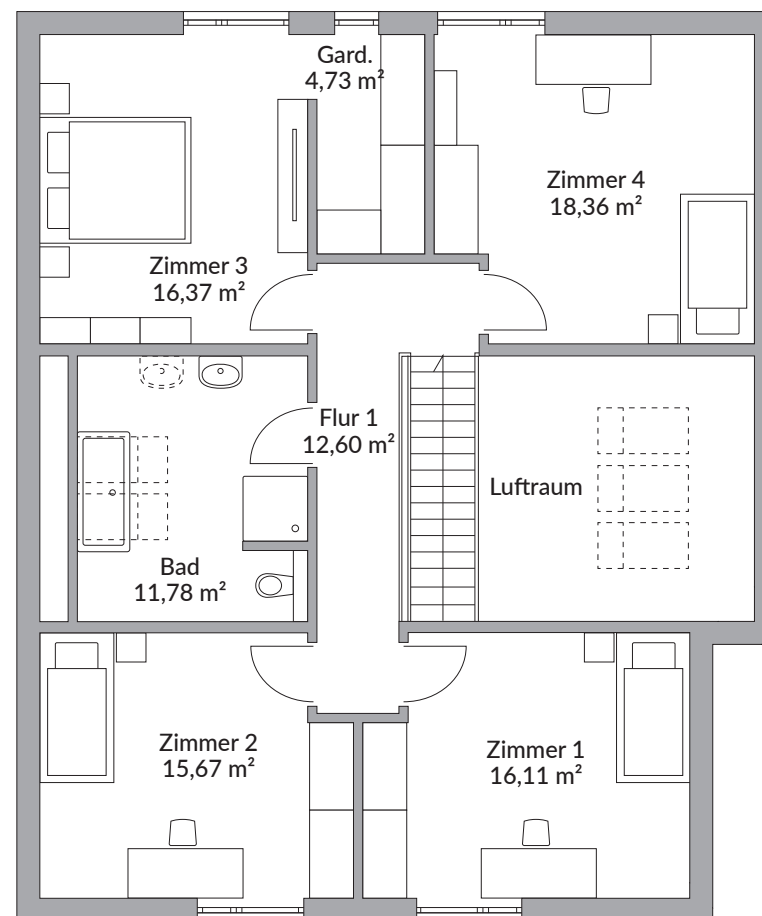 Gard.
4,73 m²
Zimmer 4
18,36 m²
Zimmer 3
16,37 m²
Flur 1
12,60 m²
Luftraum
Bad
11,78 m²
Zimmer 2
15,67 m²
Zimmer 1
16,11 m²